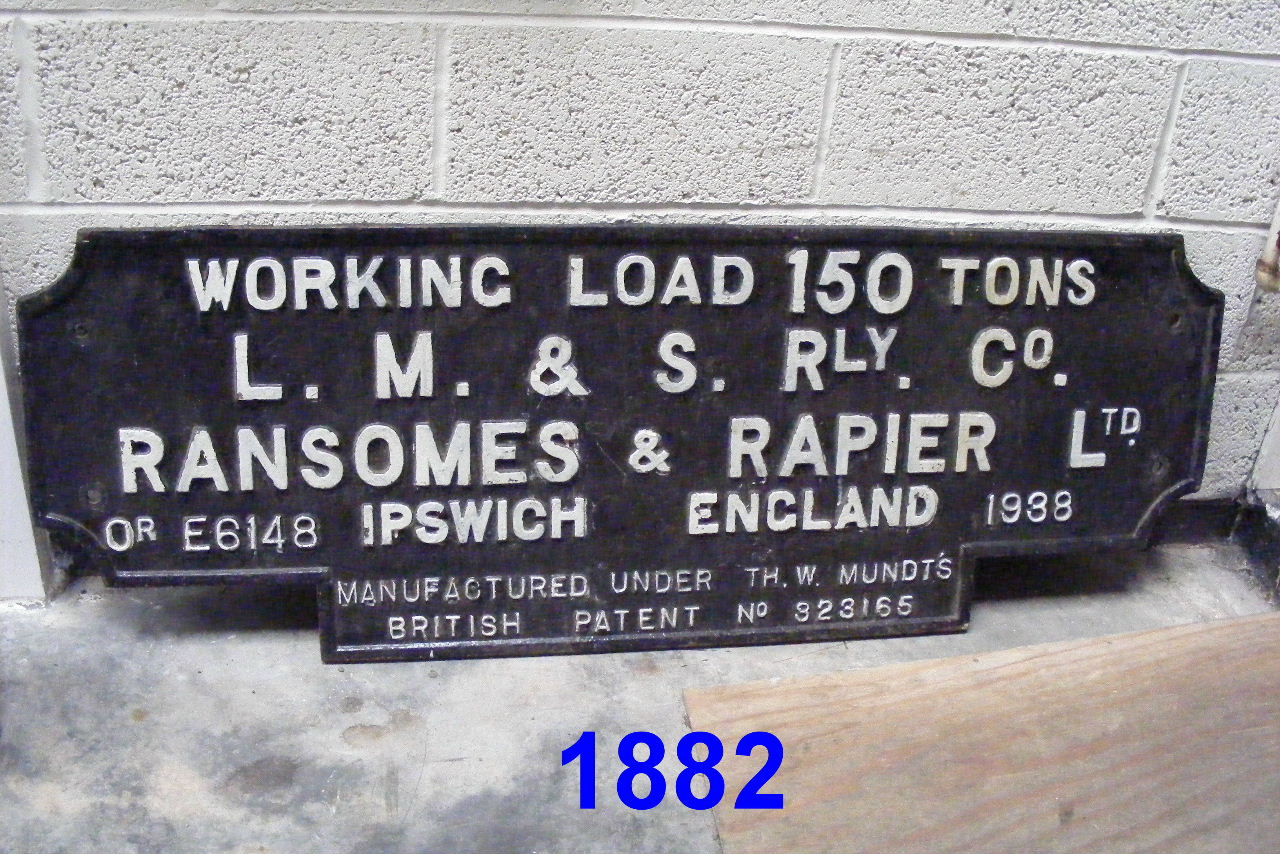 WORKING LOAD 150 TONS
L. M. & S. RLY. CO.
RANSOMES & RAPIER LTD.
OR E6148 IPSWICH ENGLAND 1938
MANUFACTURED UNDER TH. W. MUNDT'S
BRITISH PATENT NO 323165
1882